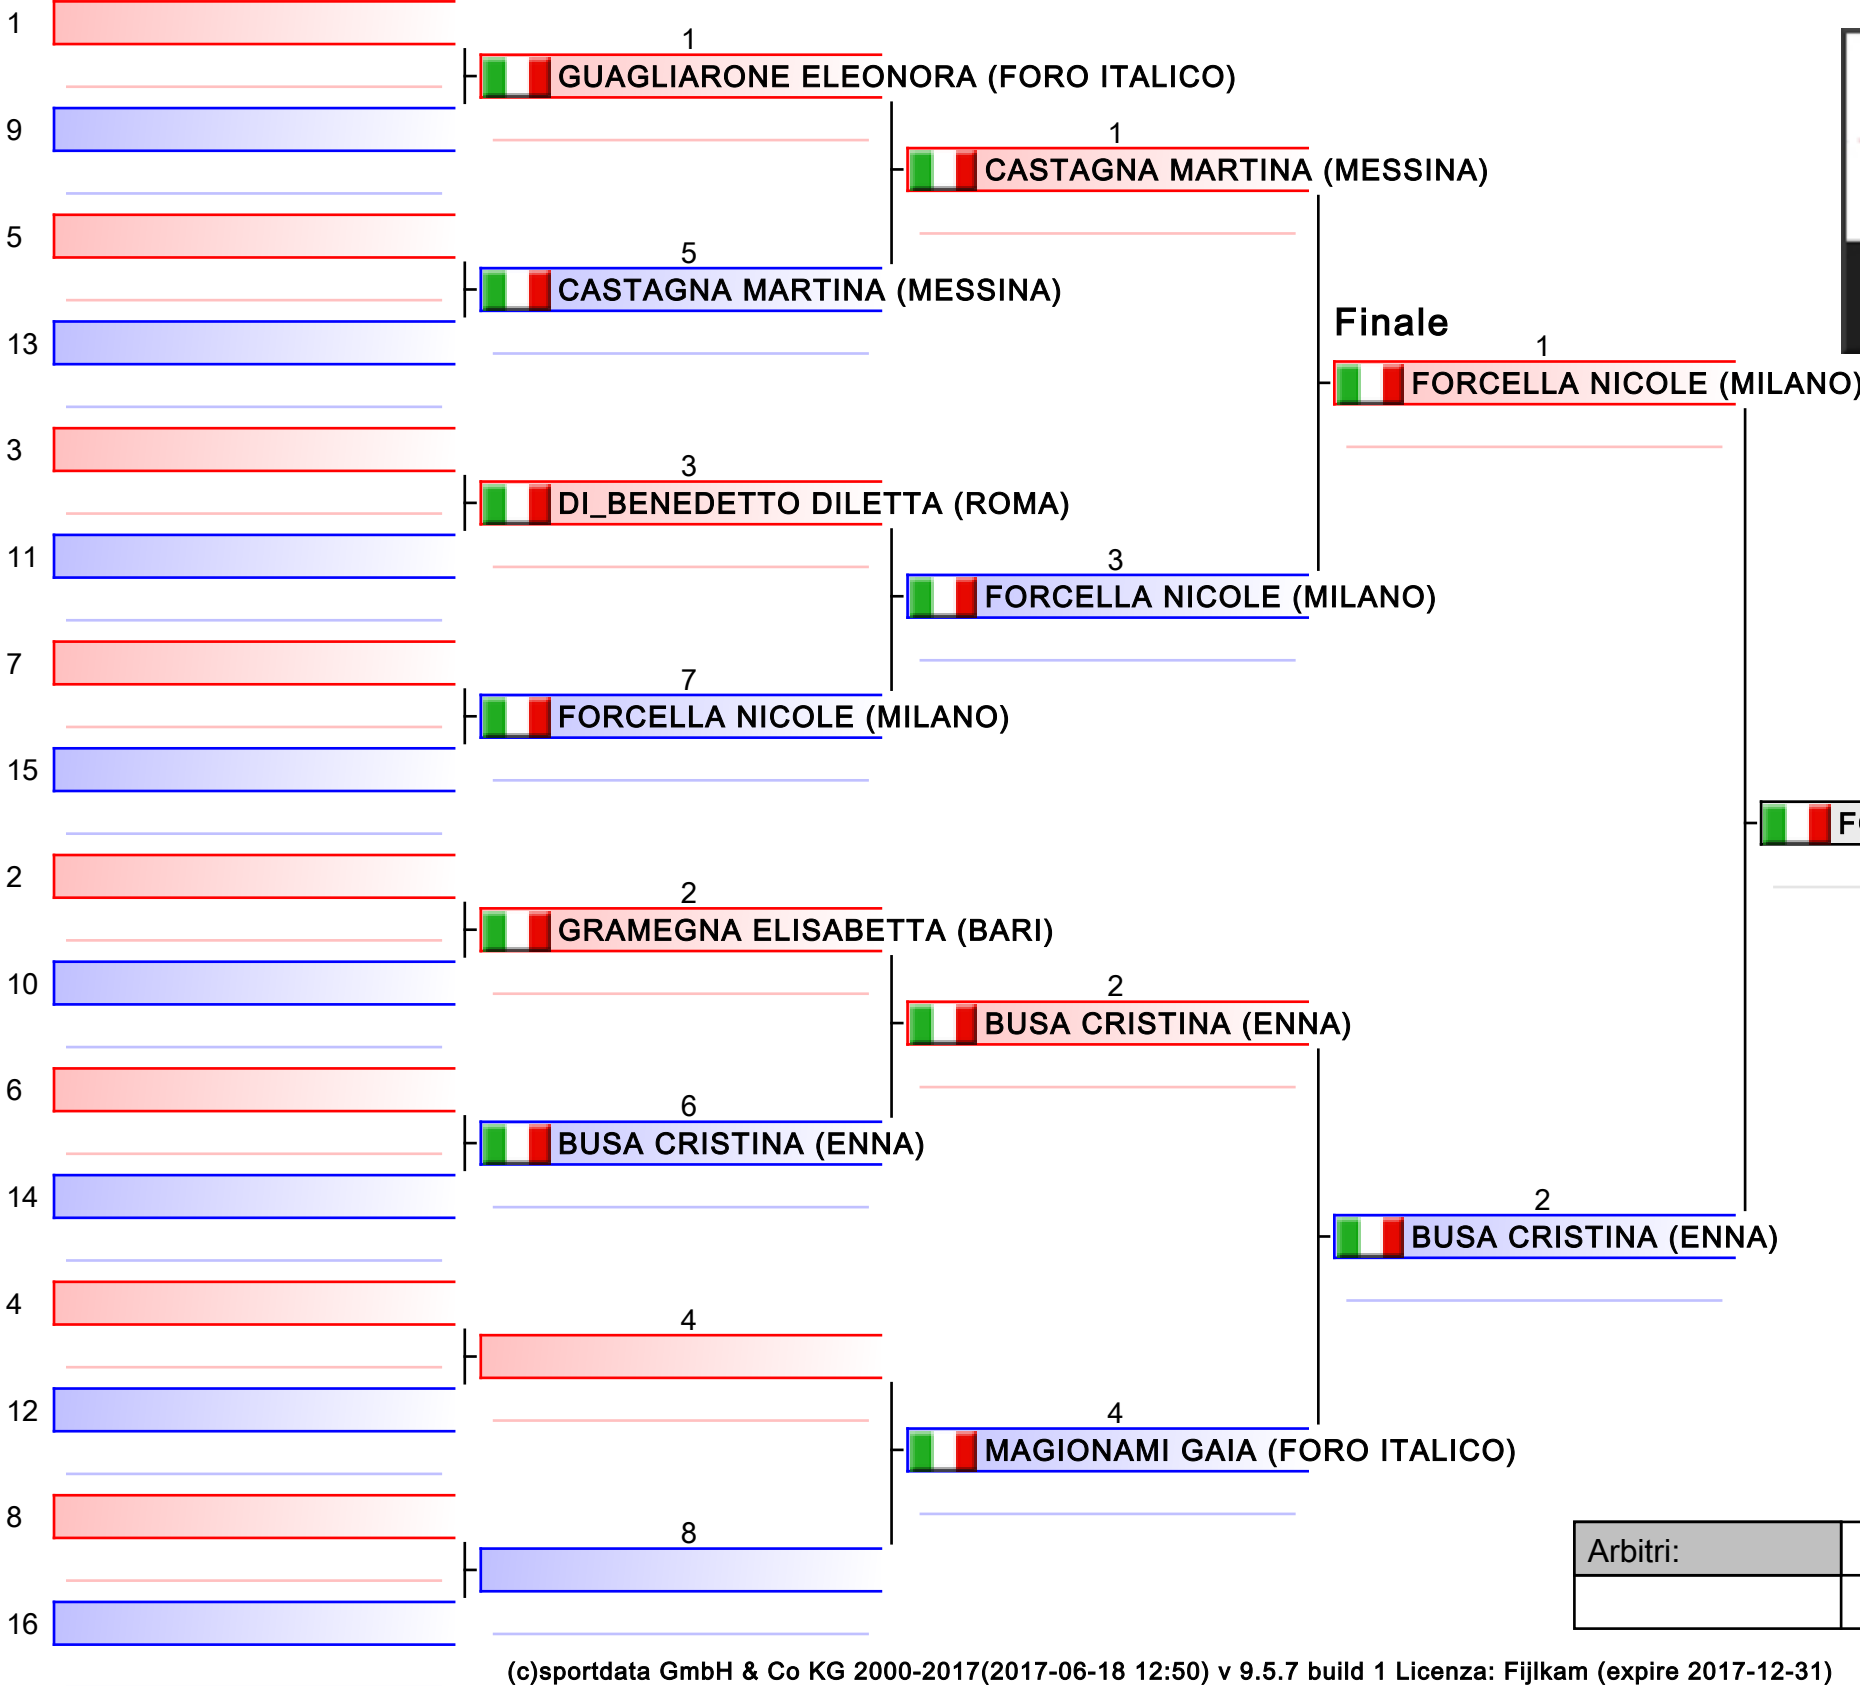 1
9
5
13
3
11
7
15
2
10
6
14
4
12
8
16
1
GUAGLIARONE ELEONORA (FORO ITALICO)
5
CASTAGNA MARTINA (MESSINA)
3
DI_BENEDETTO DILETTA (ROMA)
7
FORCELLA NICOLE (MILANO)
2
GRAMEGNA ELISABETTA (BARI)
6
BUSA CRISTINA (ENNA)
4
8
1
CASTAGNA MARTINA (MESSINA)
3
FORCELLA NICOLE (MILANO)
2
BUSA CRISTINA (ENNA)
4
MAGIONAMI GAIA (FORO ITALICO)
Finale
1
FORCELLA NICOLE (MILANO)
2
BUSA CRISTINA (ENNA)
Arbitri:
(c)sportdata GmbH & Co KG 2000-2017(2017-06-18 12:50) v 9.5.7 build 1 Licenza: Fijlkam (expire 2017-12-31)